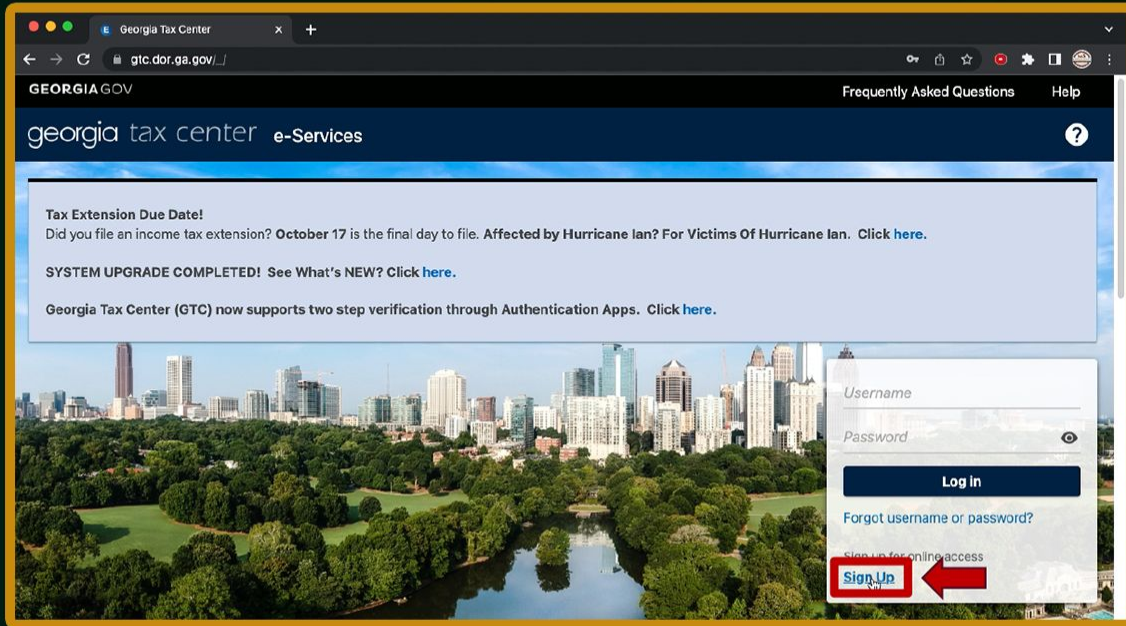 Georgia Tax Center
gtc.dor.ga.gov/_/
GEORGIAGOV
Frequently Asked Questions
Help
georgia tax center e-Services
?
Tax Extension Due Date!
Did you file an income tax extension? October 17 is the final day to file. Affected by Hurricane Ian? For Victims Of Hurricane Ian. Click here.
SYSTEM UPGRADE COMPLETED! See What's NEW? Click here.
Georgia Tax Center (GTC) now supports two step verification through Authentication Apps. Click here.
Username
Password
Log in
Forgot username or password?
Sign up for online access
Sign Up